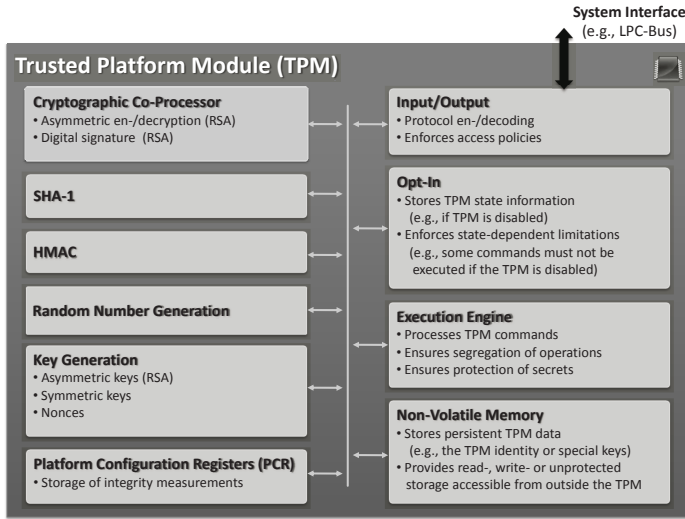 System Interface
(e.g., LPC-Bus)
Trusted Platform Module (TPM)
Cryptographic Co-Processor
• Asymmetric en-/decryption (RSA)
• Digital signature (RSA)
SHA-1
HMAC
Random Number Generation
Key Generation
• Asymmetric keys (RSA)
• Symmetric keys
• Nonces
Platform Configuration Registers (PCR)
• Storage of integrity measurements
Input/Output
• Protocol en-/decoding
• Enforces access policies
Opt-In
• Stores TPM state information
(e.g., if TPM is disabled)
• Enforces state-dependent limitations
(e.g., some commands must not be
executed if the TPM is disabled)
Execution Engine
• Processes TPM commands
• Ensures segregation of operations
• Ensures protection of secrets
Non-Volatile Memory
• Stores persistent TPM data
(e.g., the TPM identity or special keys)
• Provides read-, write- or unprotected
storage accessible from outside the TPM